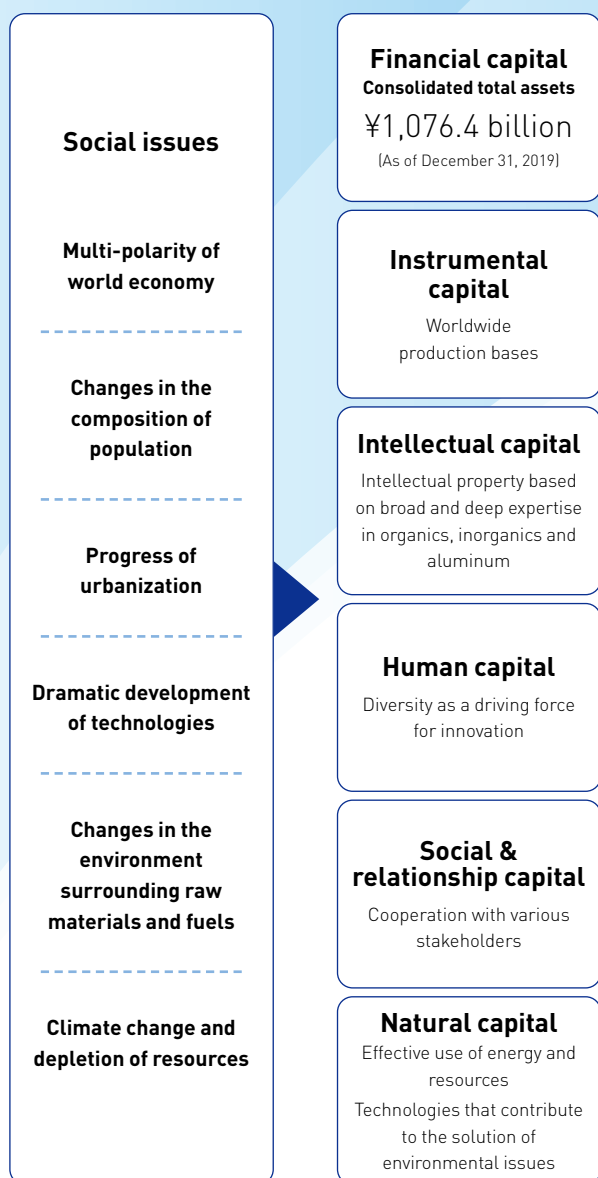 Social issues
Multi-polarity of
world economy
Changes in the
composition of
population
Progress of
urbanization
Dramatic development
of technologies
Changes in the
environment
surrounding raw
materials and fuels
Climate change and
depletion of resources
Financial capital
Consolidated total assets
¥1,076.4 billion
(As of December 31, 2019)
Instrumental
capital
Worldwide
production bases
Intellectual capital
Intellectual property based
on broad and deep expertise
in organics, inorganics and
aluminum
Human capital
Diversity as a driving force
for innovation
Social &
relationship capital
Cooperation with various
stakeholders
Natural capital
Effective use of energy and
resources
Technologies that contribute
to the solution of
environmental issues